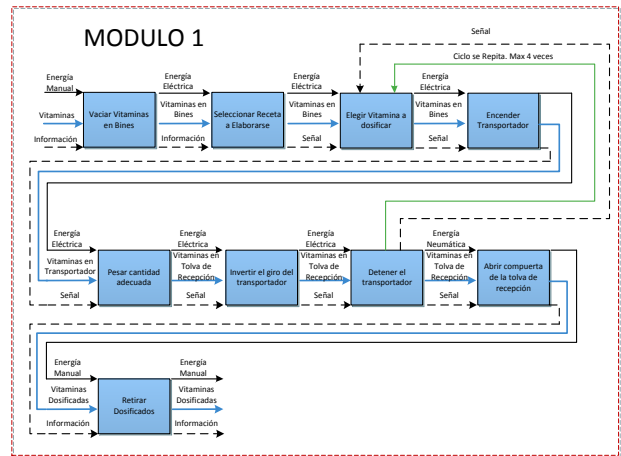 MODULO 1
Señal
Ciclo se Repita. Max 4 veces
Energía
Manual
Vitaminas
Información
Vaciar Vitaminas
en Bines
Energía
Eléctrica
Vitaminas en
Bines
Información
Seleccionar Receta
a Elaborarse
Energía
Eléctrica
Vitaminas en
Bines
Señal
Elegir Vitamina a
dosificar
Energía
Eléctrica
Vitaminas en
Bines
Señal
Encender
Transportador
Energía
Eléctrica
Vitaminas en
Transportador
Señal
Pesar cantidad
adecuada
Energía
Eléctrica
Vitaminas en
Tolva de
Recepción
Señal
Invertir el giro del
transportador
Energía
Eléctrica
Vitaminas en
Tolva de
Recepción
Señal
Detener el
transportador
Energía
Neumática
Vitaminas en
Tolva de
Recepción
Señal
Abrir compuerta
de la tolva de
recepción
Energía
Manual
Vitaminas
Dosificadas
Información
Retirar
Dosificados
Energía
Manual
Vitaminas
Dosificadas
Información